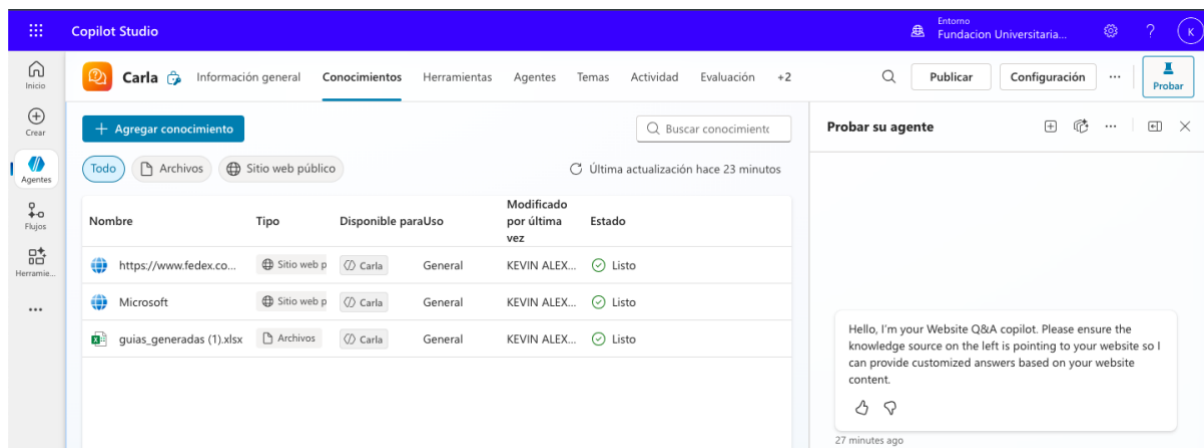 Copilot Studio
Entorno
Fundacion Universitaria...
K
Inicio
Crear
Agentes
Flujos
Herramie...
Carla
Información general
Conocimientos
Herramientas
Agentes
Temas
Actividad
Evaluación
+2
Publicar
Configuración
...
Probar
+ Agregar conocimiento
Buscar conocimientc
Todo
Archivos
Sitio web público
Última actualización hace 23 minutos
Nombre
Tipo
Disponible para
Uso
Modificado
por última
vez
Estado
https://www.fedex.co...
Sitio web p
Carla
General
KEVIN ALEX...
Listo
Microsoft
Sitio web p
Carla
General
KEVIN ALEX...
Listo
guias_generadas (1).xlsx
Archivos
Carla
General
KEVIN ALEX...
Listo
Probar su agente
Hello, I'm your Website Q&A copilot. Please ensure the
knowledge source on the left is pointing to your website so I
can provide customized answers based on your website
content.
27 minutes ago